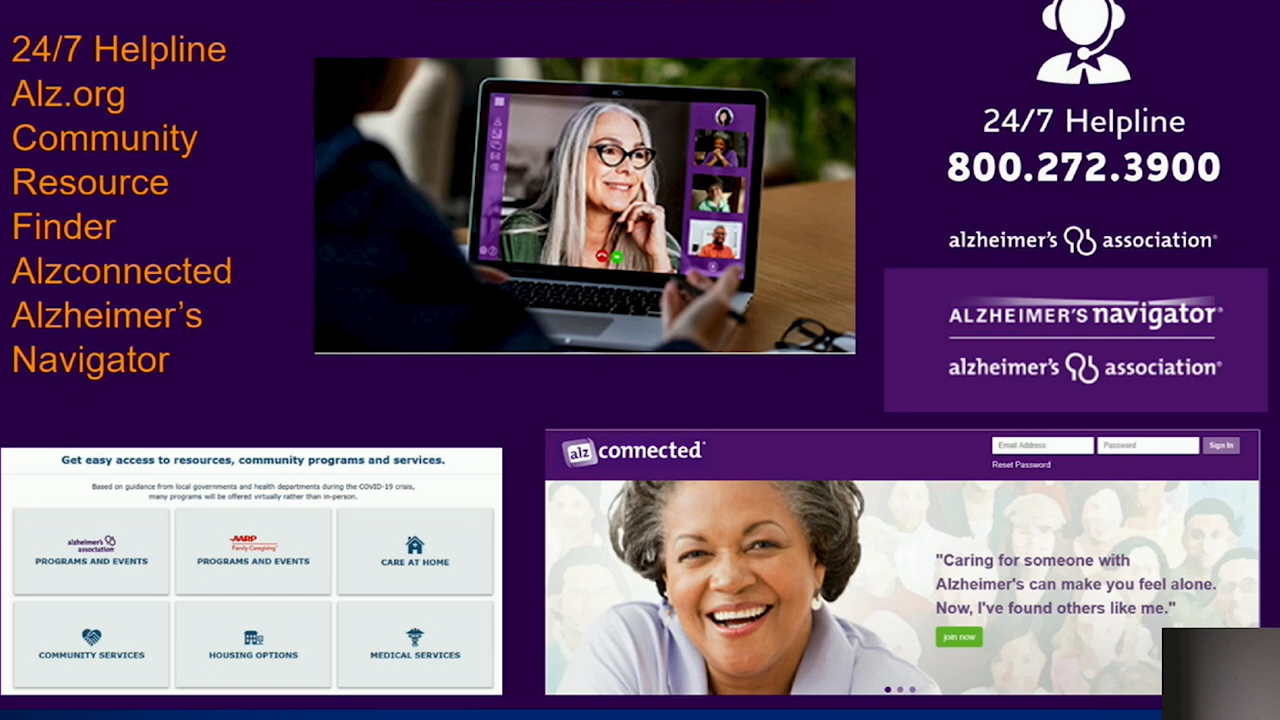 24/7 Helpline
Alz.org
Community
Resource
Finder
Alzconnected
Alzheimer’s
Navigator
24/7 Helpline
800.272.3900
alzheimer's association®
ALZHEIMER'S navigator®
alzheimer's association®
Get easy access to resources, community programs and services.
Based on guidance from local governments and health departments during the COVID-19 crisis,
many programs will be offered virtually rather than in-person.
alzheimer's association
PROGRAMS AND EVENTS
AARP
Family Caregiving
PROGRAMS AND EVENTS
CARE AT HOME
COMMUNITY SERVICES
HOUSING OPTIONS
MEDICAL SERVICES
alz connected®
Email Address
Password
Sign In
Reset Password
"Caring for someone with
Alzheimer's can make you feel alone.
Now, I've found others like me."
join now